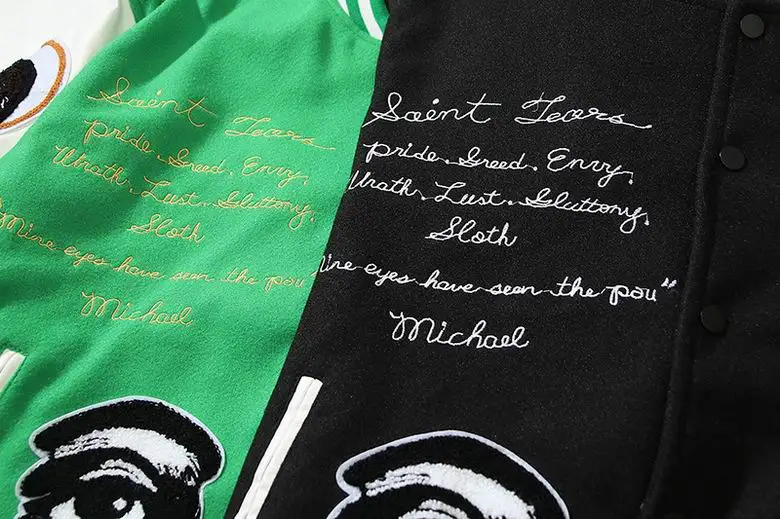 Saint Tears
pride. Greed. Envy.
Wrath. Lust. Gluttony.
Sloth
Mine eyes have seen the pou"
Michael
Saint Tears
pride. Greed. Envy.
Wrath. Lust. Gluttony.
Sloth
ine eyes have seen the pou"
Michael